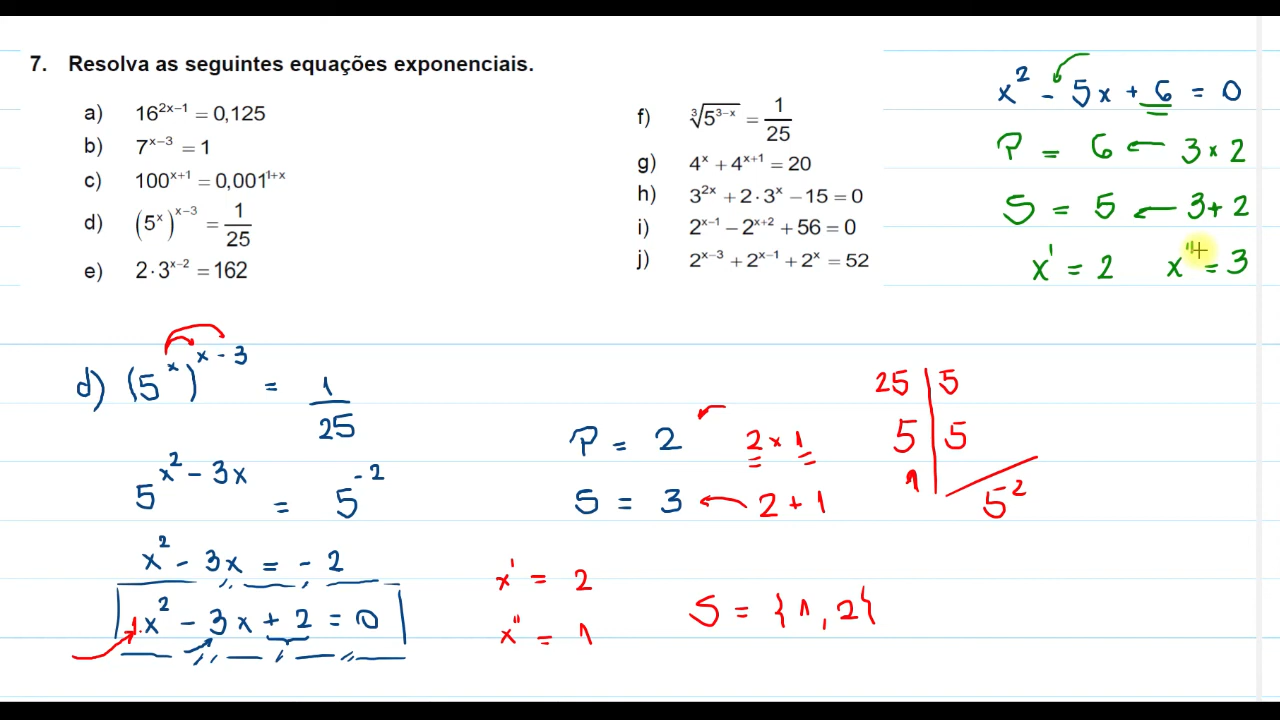 7. Resolva as seguintes equações exponenciais.
a) 16^{2x−1} = 0,125
b) 7^{x−3} = 1
c) 100^{x+1} = 0,001^{1+x}
d) (5^x)^{x−3} = 1/25
e) 2·3^{x−2} = 162
f) ∛(5^{3−x}) = 1/25
g) 4^x + 4^{x+1} = 20
h) 3^{2x} + 2·3^x − 15 = 0
i) 2^{x−1} − 2^{x+2} + 56 = 0
j) 2^{x−3} + 2^{x−1} + 2^x = 52
x² − 5x + 6 = 0
P = 6 ← 3 × 2
S = 5 ← 3 + 2
x' = 2 x'' = 3
d) (5^x)^{x − 3} = 1/25
5^{x² − 3x} = 5^{−2}
x² − 3x = − 2
1·x² − 3x + 2 = 0
P = 2 2 × 1
S = 3 ← 2 + 1
x' = 2
x'' = 1
25 | 5
5 | 5
1 | 5²
S = {1, 2}